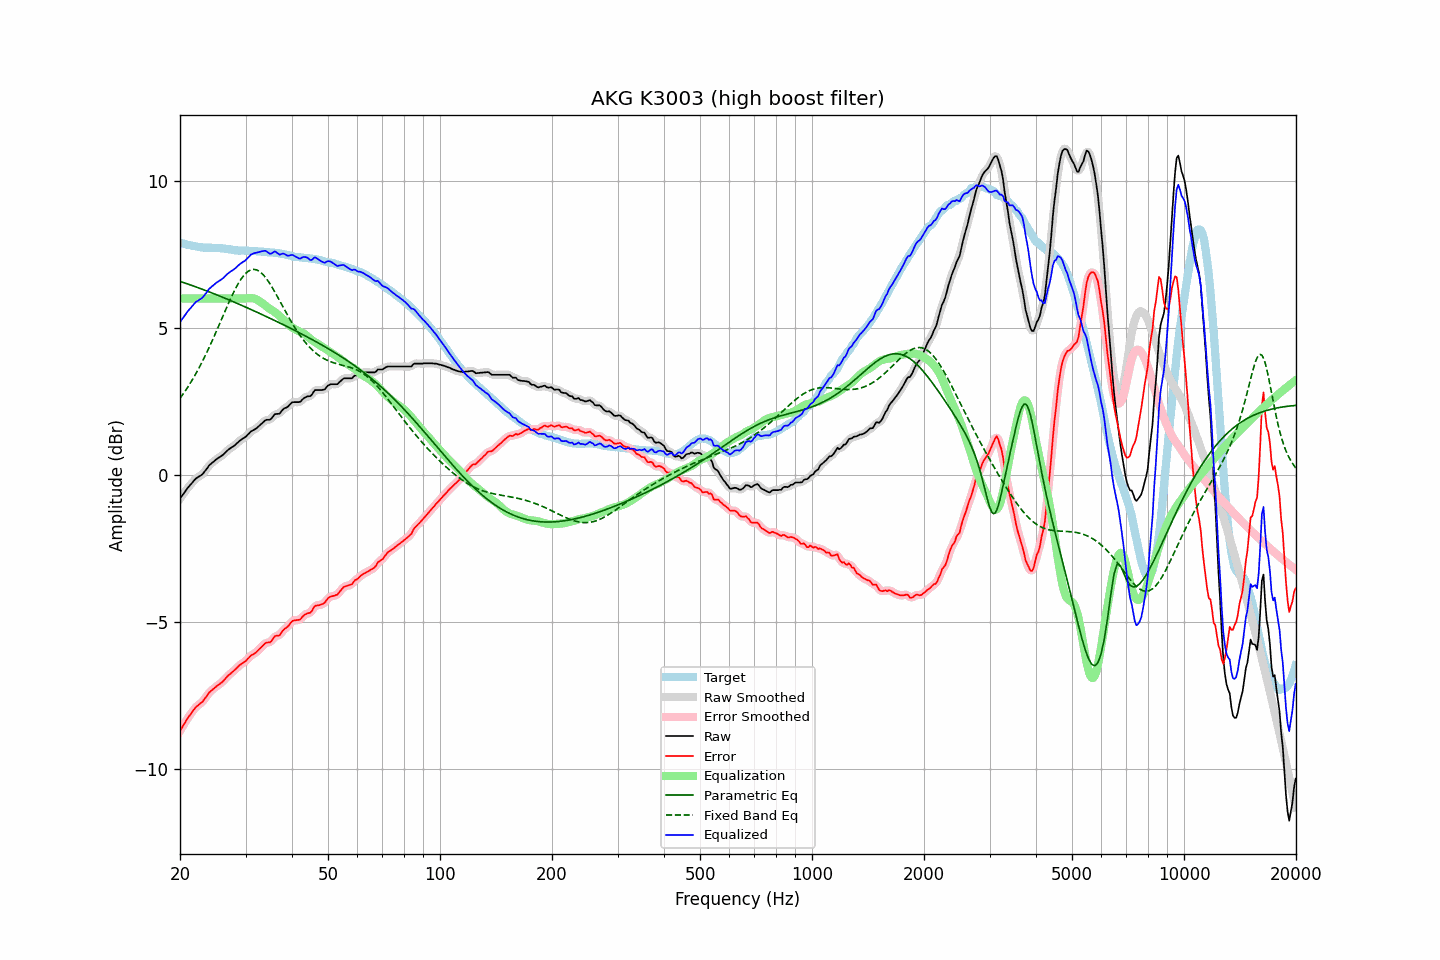 AKG K3003 (high boost filter)
Amplitude (dBr)
10
5
0
−5
−10
Target
Raw Smoothed
Error Smoothed
Raw
Error
Equalization
Parametric Eq
Fixed Band Eq
Equalized
20 50 100 200 500 1000 2000 5000 10000 20000
Frequency (Hz)